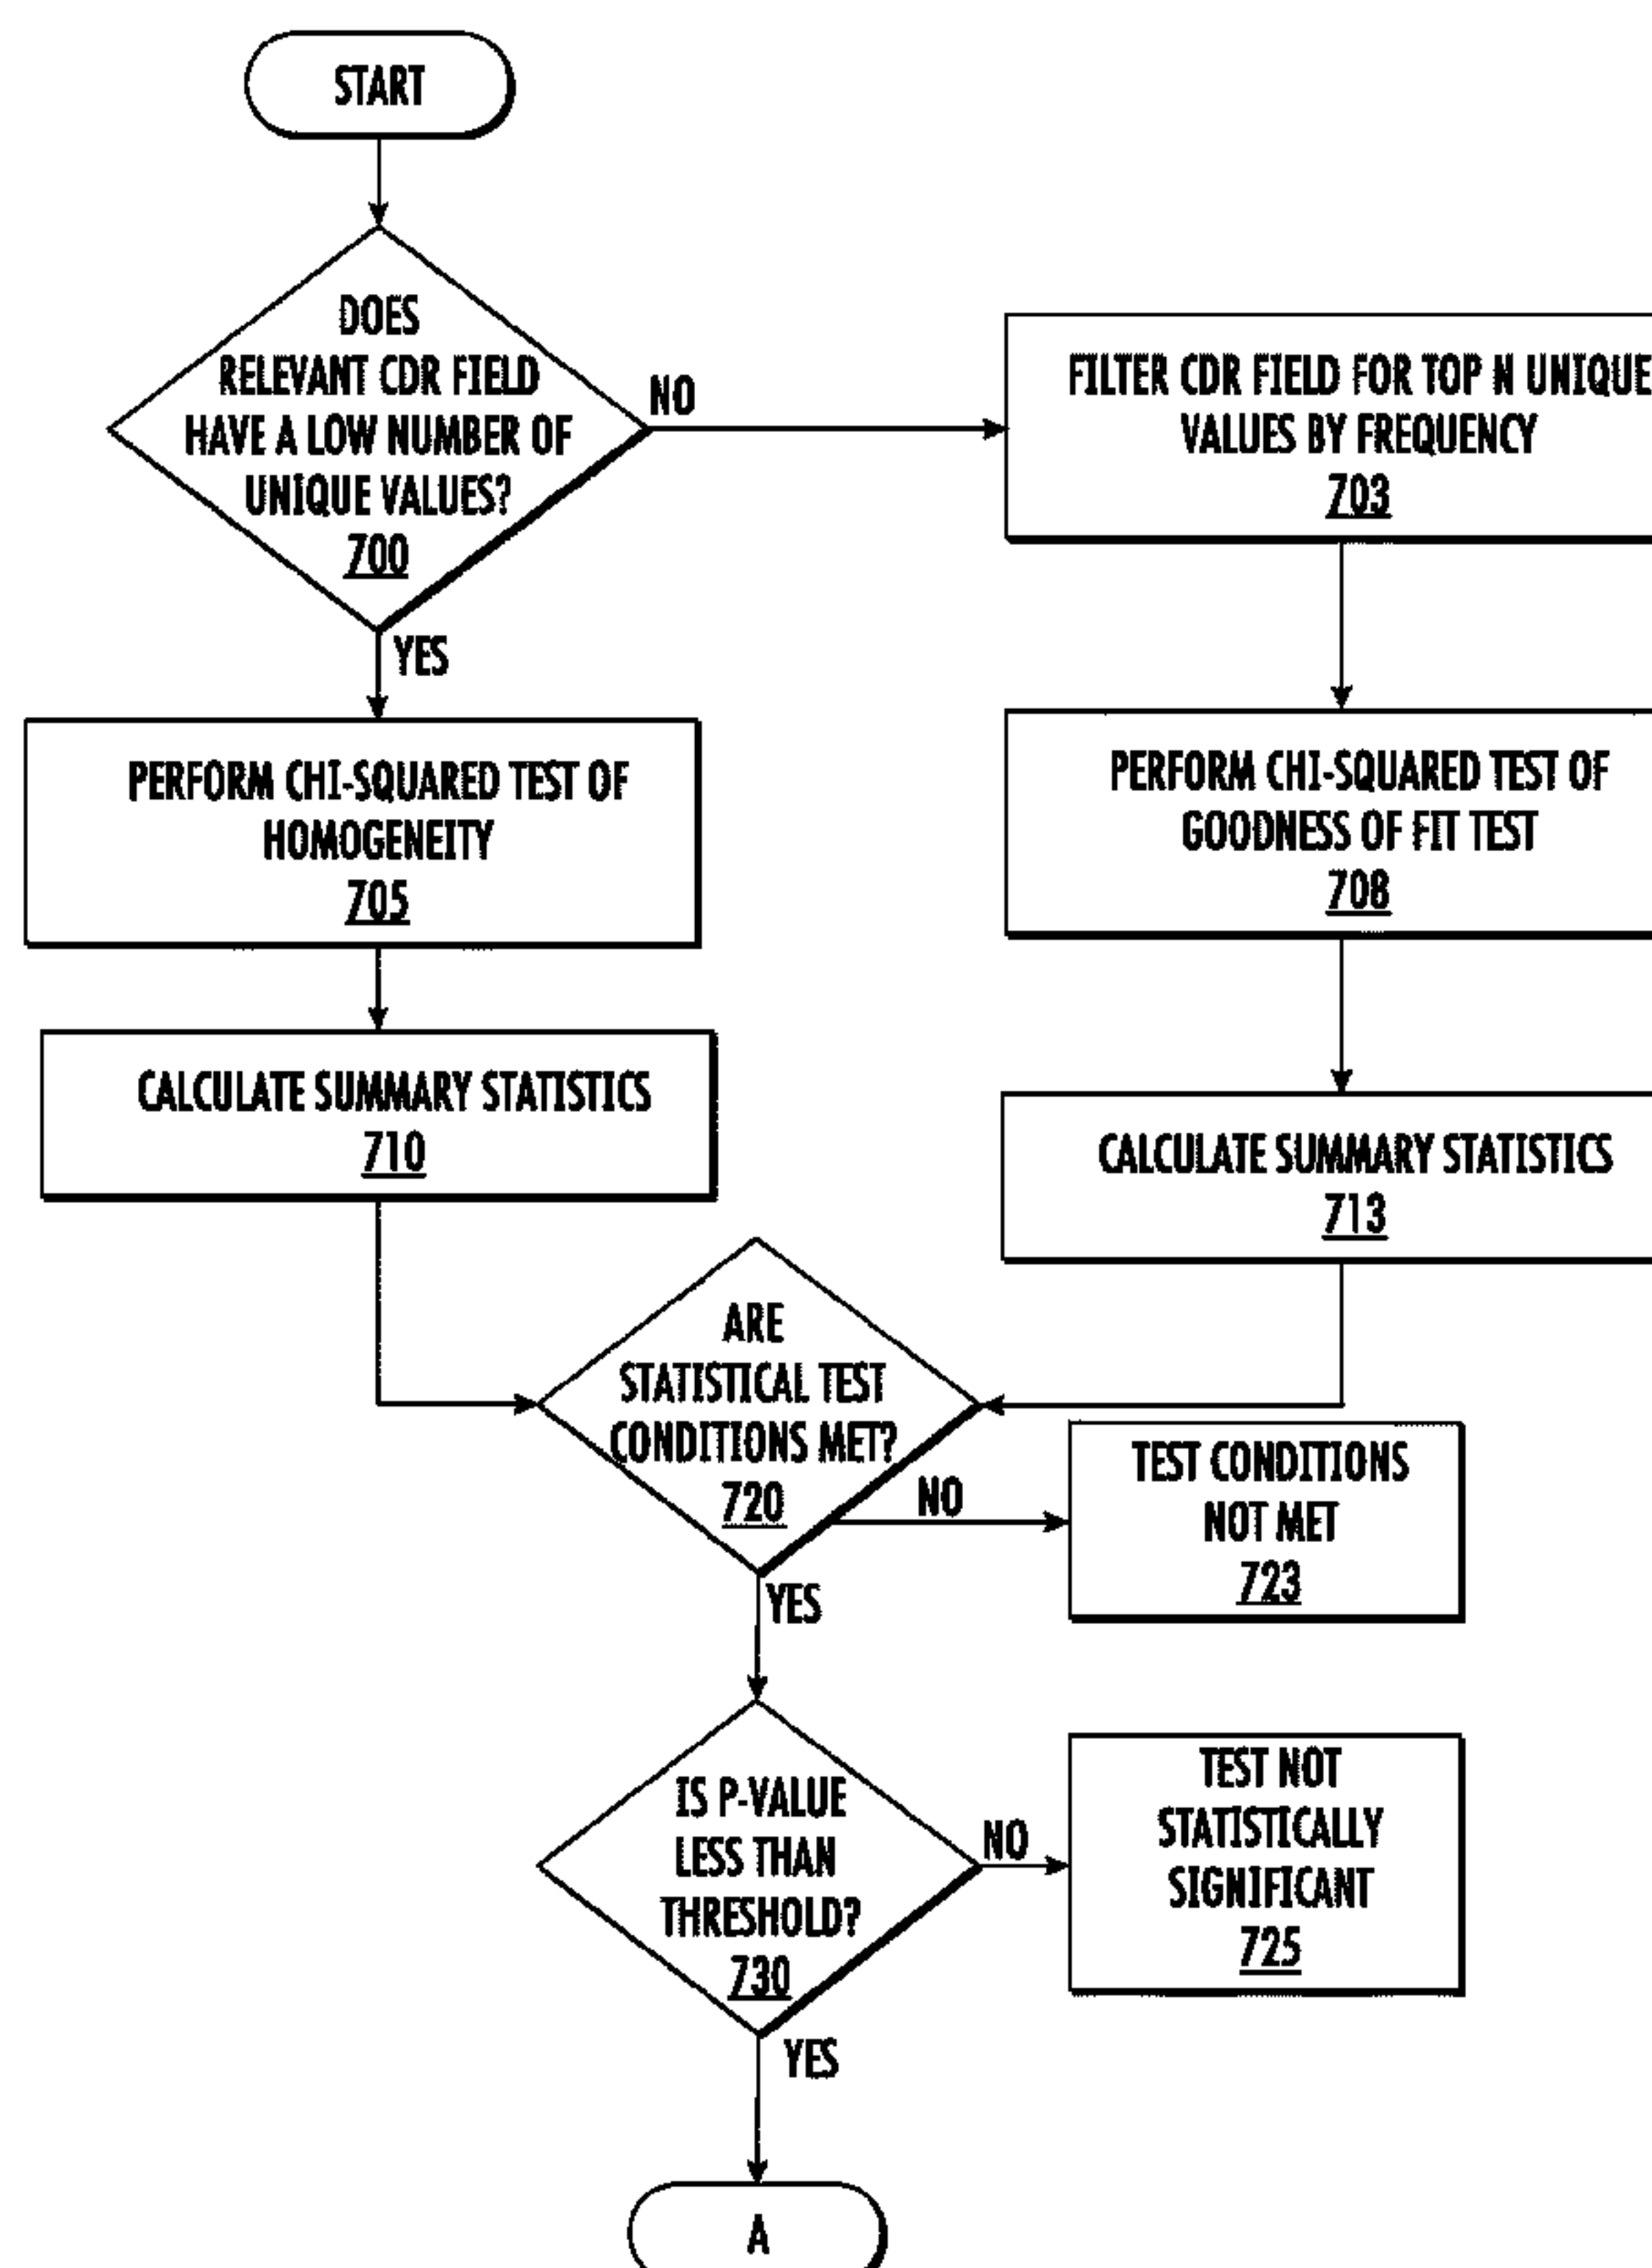 START
DOES
RELEVANT CDR FIELD
HAVE A LOW NUMBER OF
UNIQUE VALUES?
700
NO
YES
FILTER CDR FIELD FOR TOP N UNIQUE
VALUES BY FREQUENCY
703
PERFORM CHI-SQUARED TEST OF
HOMOGENEITY
705
PERFORM CHI-SQUARED TEST OF
GOODNESS OF FIT TEST
708
CALCULATE SUMMARY STATISTICS
710
CALCULATE SUMMARY STATISTICS
713
ARE
STATISTICAL TEST
CONDITIONS MET?
720
NO
YES
TEST CONDITIONS
NOT MET
723
IS P-VALUE
LESS THAN
THRESHOLD?
730
NO
YES
TEST NOT
STATISTICALLY
SIGNIFICANT
725
A